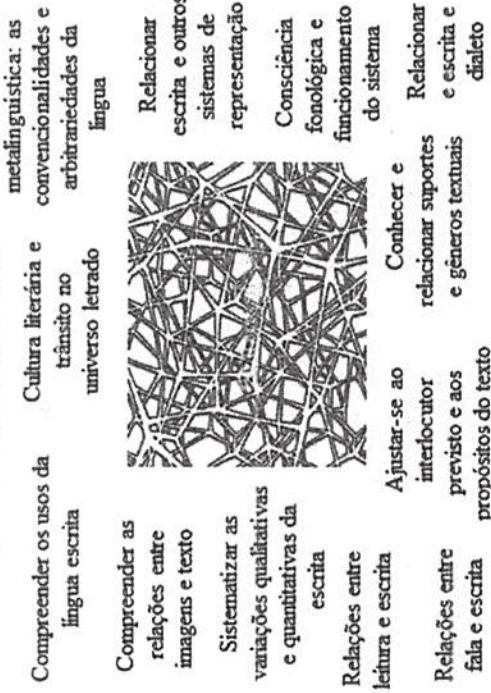 Compreender os usos da
língua escrita
Cultura literária e
trânsito no
universo letrado
metalinguística: as
convencionalidades e
arbitrariedades da
língua
Compreender as
relações entre
imagens e texto
Relacionar
escrita e outros
sistemas de
representação
Sistematizar as
variações qualitativas
e quantitativas da
escrita
Consciência
fonológica e
funcionamento
do sistema
Relações entre
leitura e escrita
Ajustar-se ao
interlocutor
previsto e aos
propósitos do texto
Conhecer e
relacionar suportes
e gêneros textuais
Relacionar
e escrita e
dialeto
Relações entre
fala e escrita